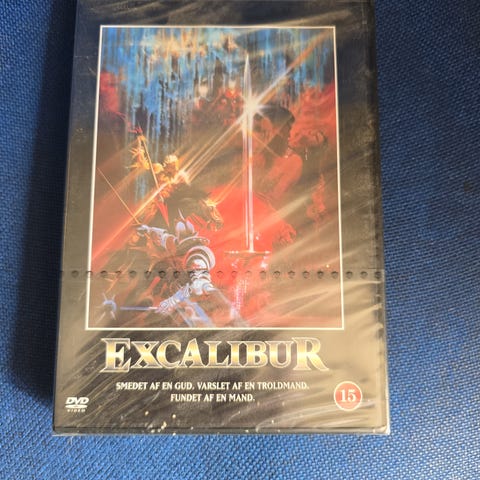 EXCALIBUR
SMEDET AF EN GUD. VARSLET AF EN TROLDMAND.
FUNDET AF EN MAND.
DVD
VIDEO
15